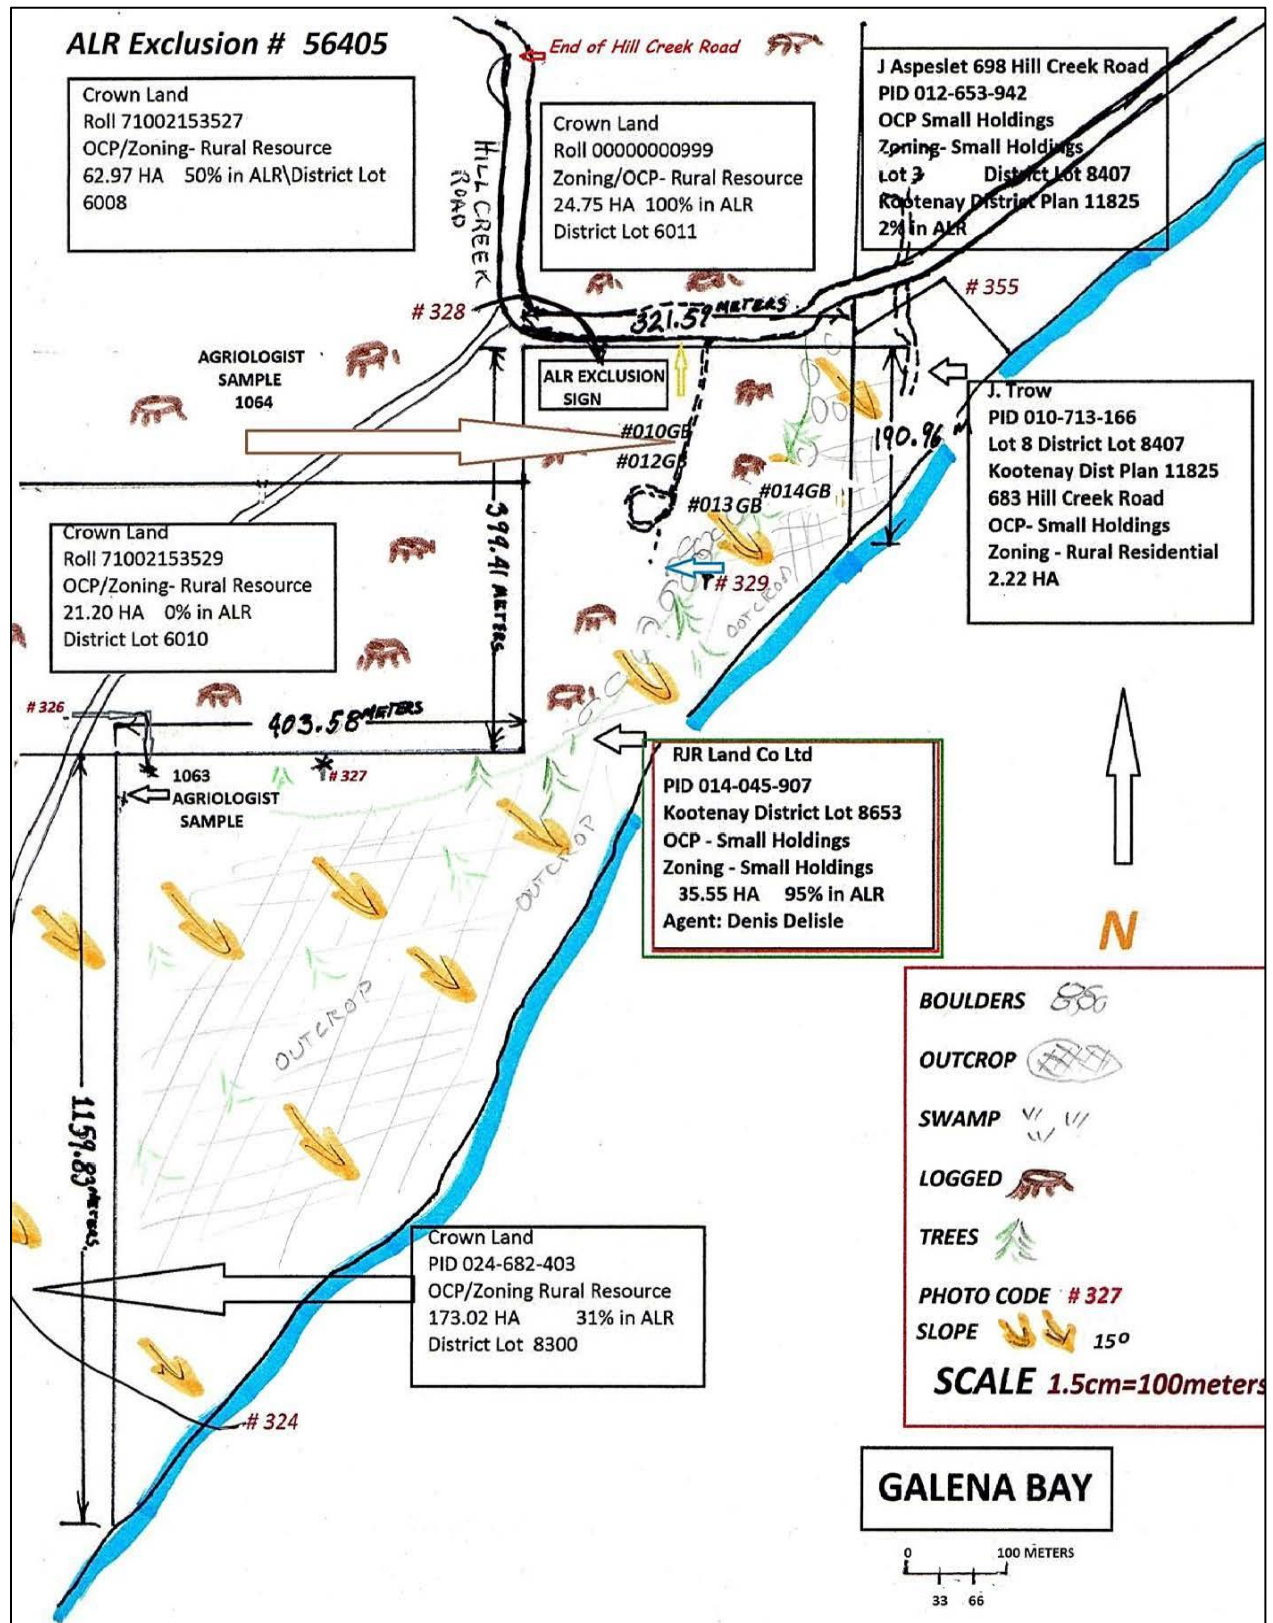 ALR Exclusion # 56405
End of Hill Creek Road
Crown Land
Roll 71002153527
OCP/Zoning- Rural Resource
62.97 HA 50% in ALR\District Lot
6008
HILL CREEK
ROAD
Crown Land
Roll 00000000999
Zoning/OCP- Rural Resource
24.75 HA 100% in ALR
District Lot 6011
J Aspeslet 698 Hill Creek Road
PID 012-653-942
OCP Small Holdings
Zoning- Small Holdings
Lot 3 District Lot 8407
Kootenay District Plan 11825
2% in ALR
# 328
321.59 METERS
# 355
AGRIOLOGIST
SAMPLE
1064
ALR EXCLUSION
SIGN
#010GB
#012GB
#013GB
#014GB
190.96 M
J. Trow
PID 010-713-166
Lot 8 District Lot 8407
Kootenay Dist Plan 11825
683 Hill Creek Road
OCP- Small Holdings
Zoning - Rural Residential
2.22 HA
399.41 METERS
Crown Land
Roll 71002153529
OCP/Zoning- Rural Resource
21.20 HA 0% in ALR
District Lot 6010
# 329
OUTCROP
# 326
403.58 METERS
1063
AGRIOLOGIST
SAMPLE
# 327
RJR Land Co Ltd
PID 014-045-907
Kootenay District Lot 8653
OCP - Small Holdings
Zoning - Small Holdings
35.55 HA 95% in ALR
Agent: Denis Delisle
OUTCROP
OUTCROP
N
1159.83 METERS
BOULDERS
OUTCROP
SWAMP
LOGGED
TREES
PHOTO CODE # 327
SLOPE 15º
SCALE 1.5cm=100meters
Crown Land
PID 024-682-403
OCP/Zoning Rural Resource
173.02 HA 31% in ALR
District Lot 8300
# 324
GALENA BAY
0 100 METERS
33 66